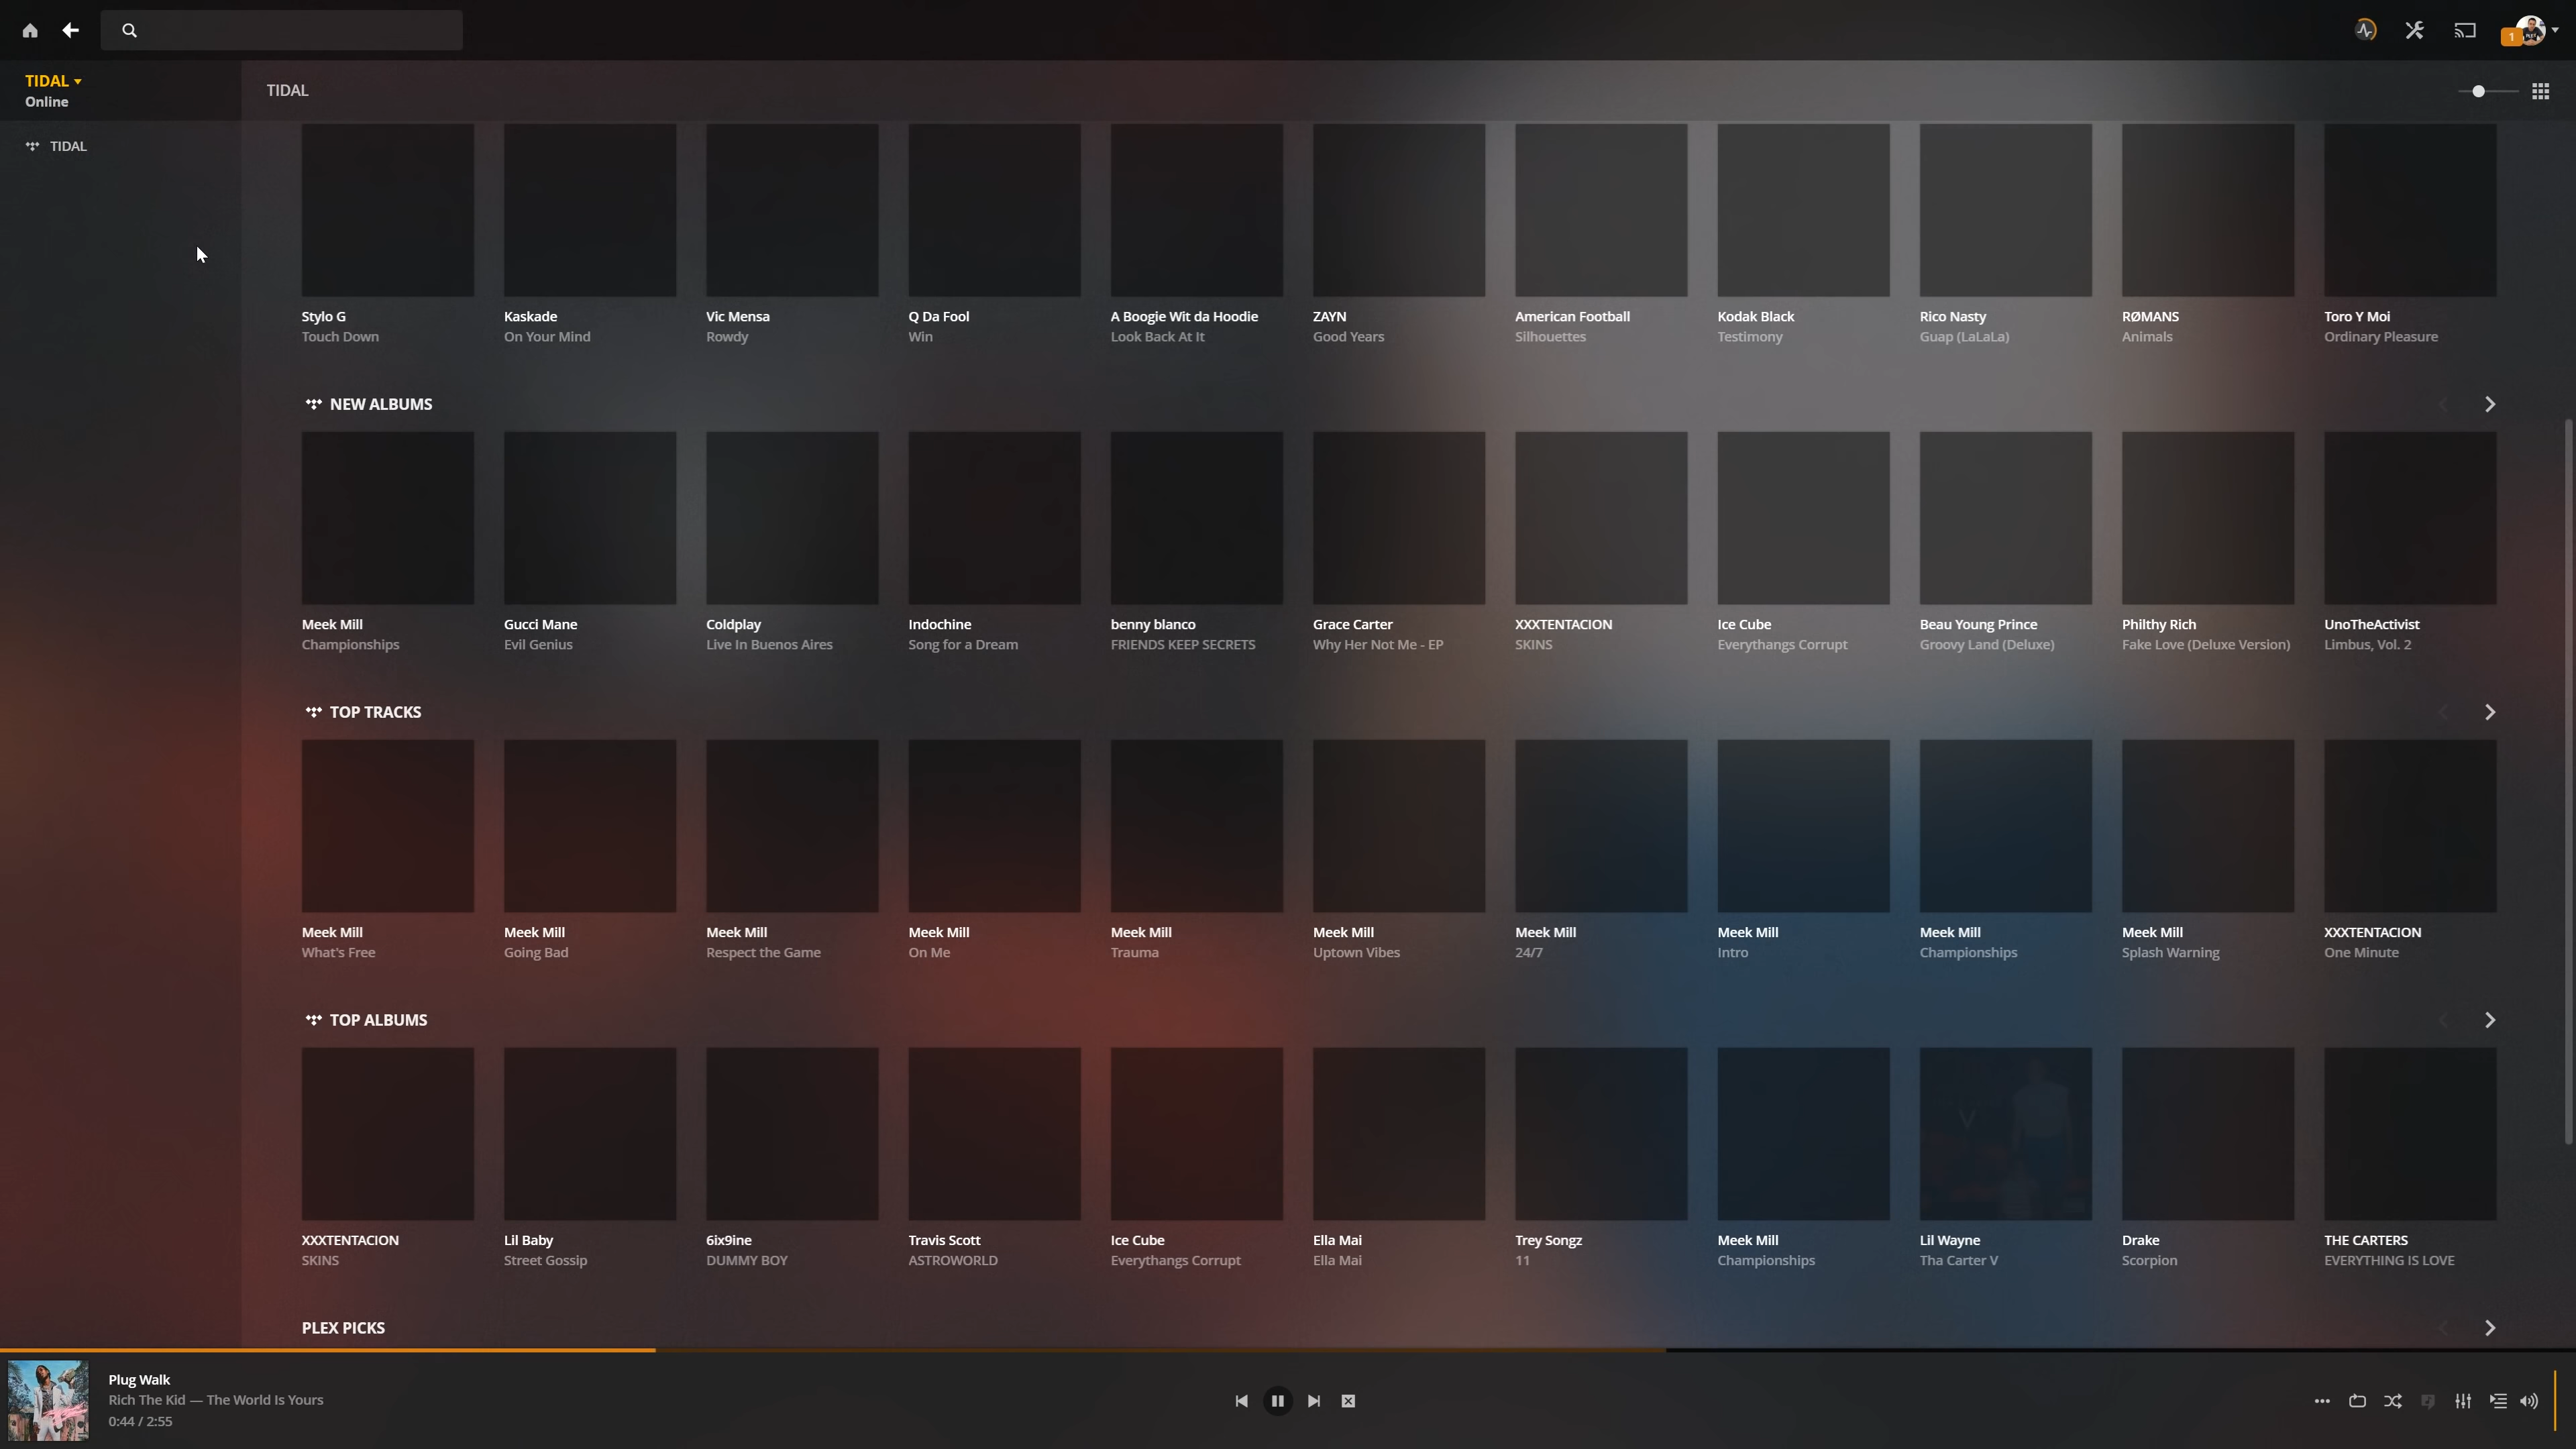 1
TIDAL
Online
TIDAL
TIDAL
Stylo G
Touch Down
Kaskade
On Your Mind
Vic Mensa
Rowdy
Q Da Fool
Win
A Boogie Wit da Hoodie
Look Back At It
ZAYN
Good Years
American Football
Silhouettes
Kodak Black
Testimony
Rico Nasty
Guap (LaLaLa)
RØMANS
Animals
Toro Y Moi
Ordinary Pleasure
NEW ALBUMS
Meek Mill
Championships
Gucci Mane
Evil Genius
Coldplay
Live In Buenos Aires
Indochine
Song for a Dream
benny blanco
FRIENDS KEEP SECRETS
Grace Carter
Why Her Not Me - EP
XXXTENTACION
SKINS
Ice Cube
Everythangs Corrupt
Beau Young Prince
Groovy Land (Deluxe)
Philthy Rich
Fake Love (Deluxe Version)
UnoTheActivist
Limbus, Vol. 2
TOP TRACKS
Meek Mill
What's Free
Meek Mill
Going Bad
Meek Mill
Respect the Game
Meek Mill
On Me
Meek Mill
Trauma
Meek Mill
Uptown Vibes
Meek Mill
24/7
Meek Mill
Intro
Meek Mill
Championships
Meek Mill
Splash Warning
XXXTENTACION
One Minute
TOP ALBUMS
XXXTENTACION
SKINS
Lil Baby
Street Gossip
6ix9ine
DUMMY BOY
Travis Scott
ASTROWORLD
Ice Cube
Everythangs Corrupt
Ella Mai
Ella Mai
Trey Songz
11
Meek Mill
Championships
Lil Wayne
Tha Carter V
Drake
Scorpion
THE CARTERS
EVERYTHING IS LOVE
PLEX PICKS
Plug Walk
Rich The Kid — The World Is Yours
0:44 / 2:55